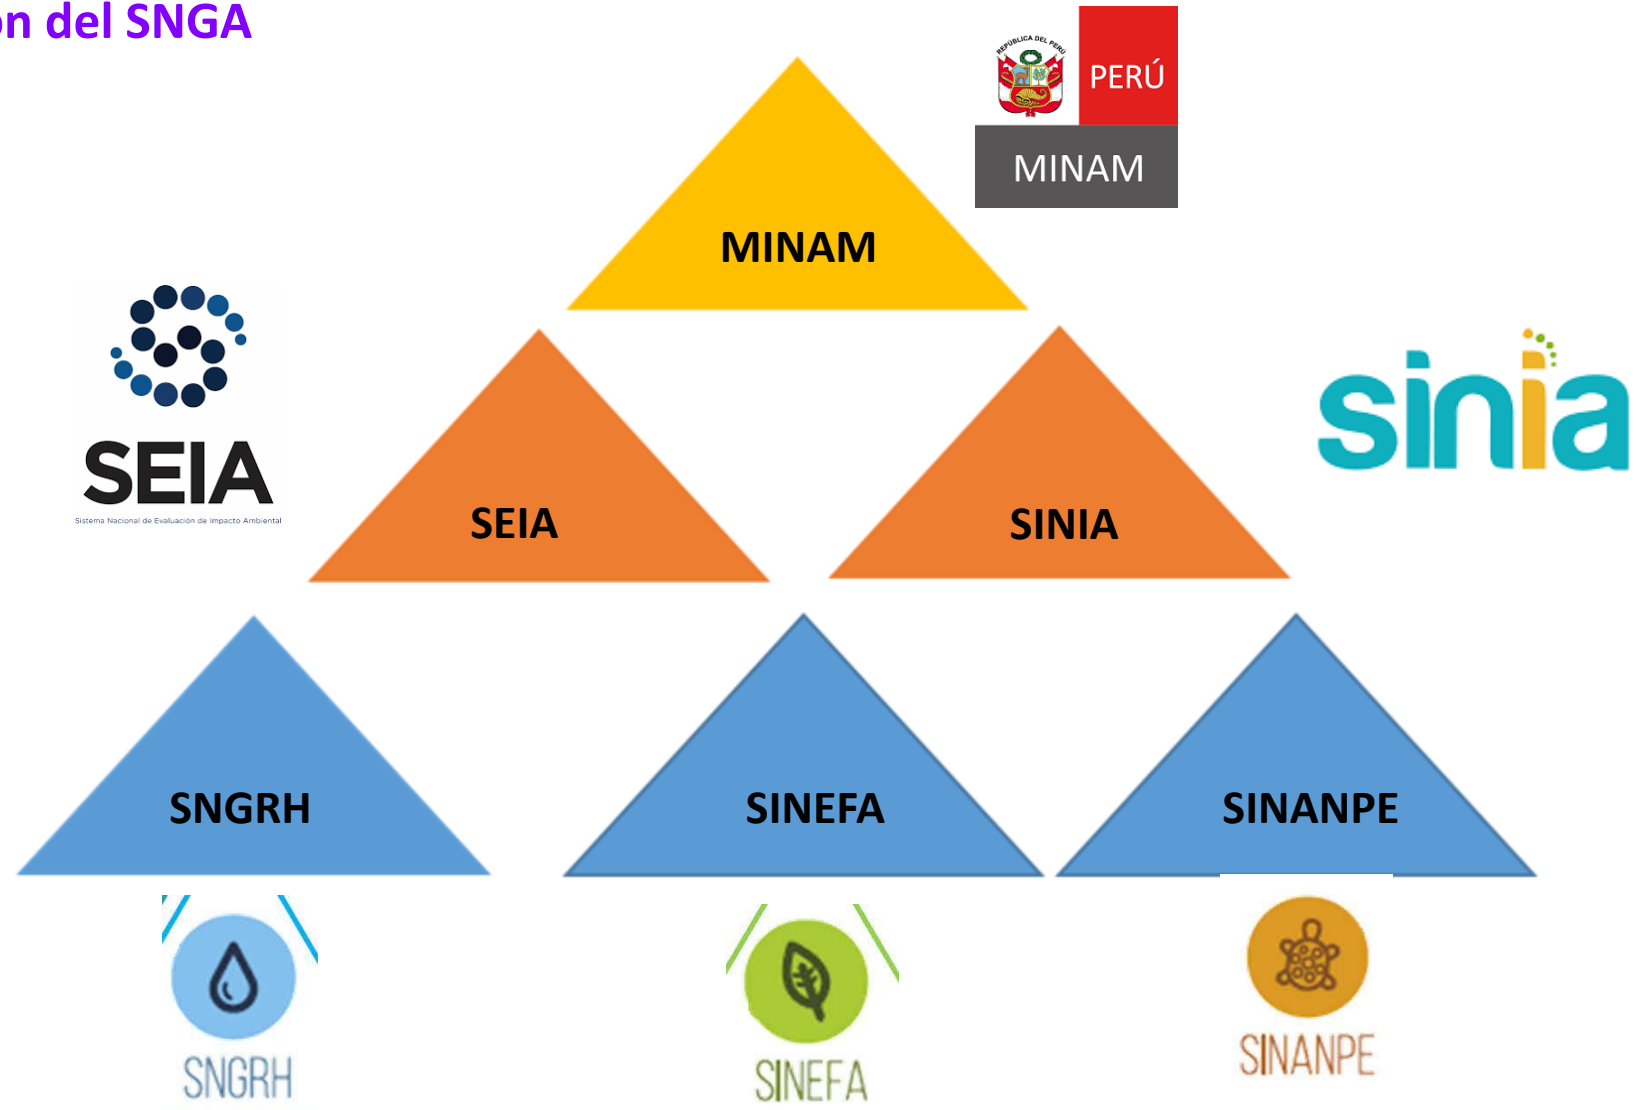 ón del SNGA
REPÚBLICA DEL PERÚ
PERÚ
MINAM
MINAM
SEIA
Sistema Nacional de Evaluación de Impacto Ambiental
sinia
SEIA
SINIA
SNGRH
SINEFA
SINANPE
SNGRH
SINEFA
SINANPE